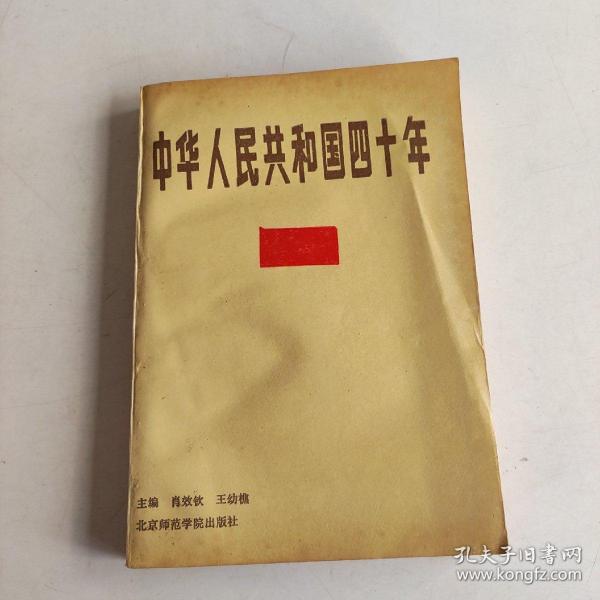 中华人民共和国四十年
主编 肖效钦 王幼樵
北京师范学院出版社
孔夫子旧书网
www.kongfz.com